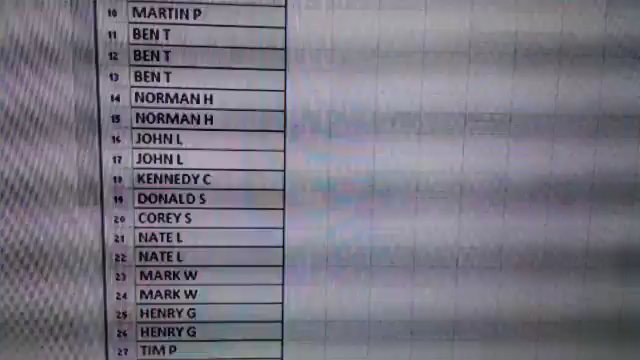 10 MARTIN P
11 BEN T
12 BEN T
13 BEN T
14 NORMAN H
15 NORMAN H
16 JOHN L
17 JOHN L
18 KENNEDY C
19 DONALD S
20 COREY S
21 NATE L
22 NATE L
23 MARK W
24 MARK W
25 HENRY G
26 HENRY G
27 TIM P